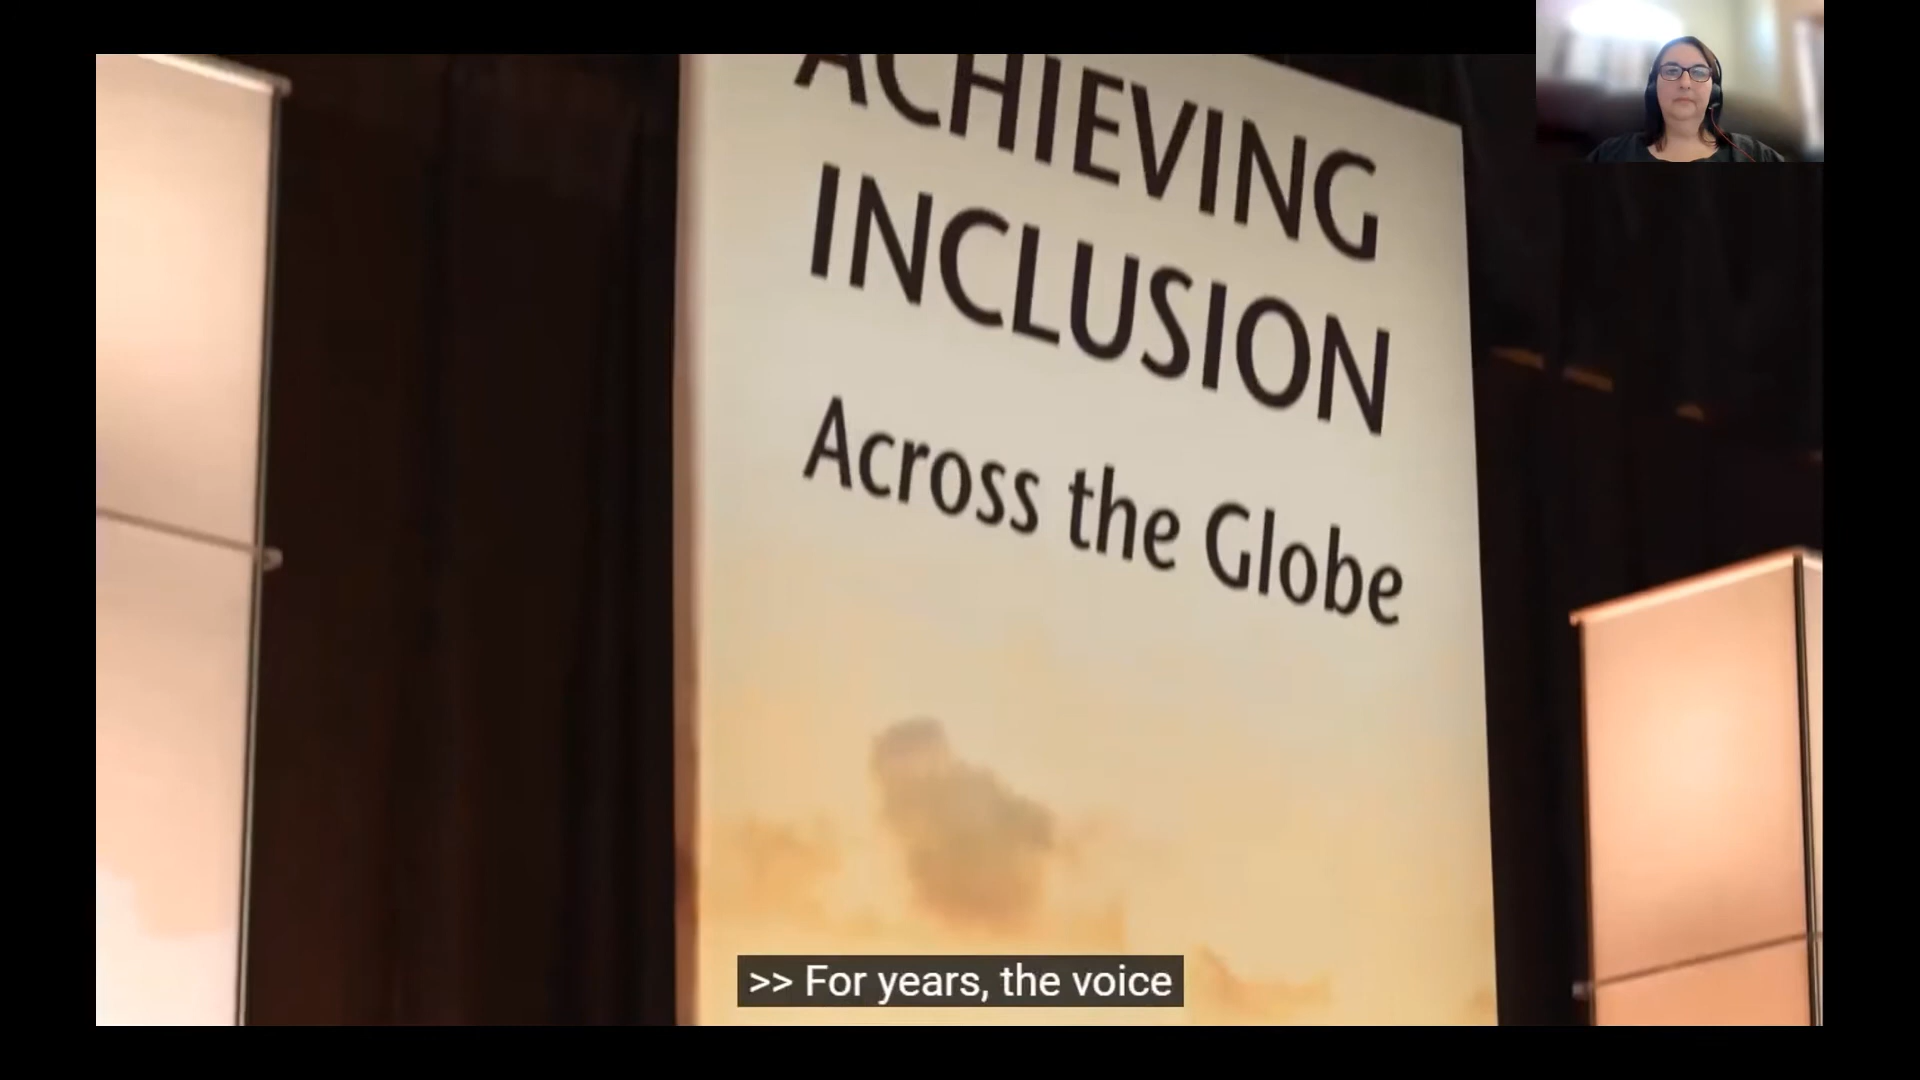 ACHIEVING
INCLUSION
Across the Globe
>> For years, the voice